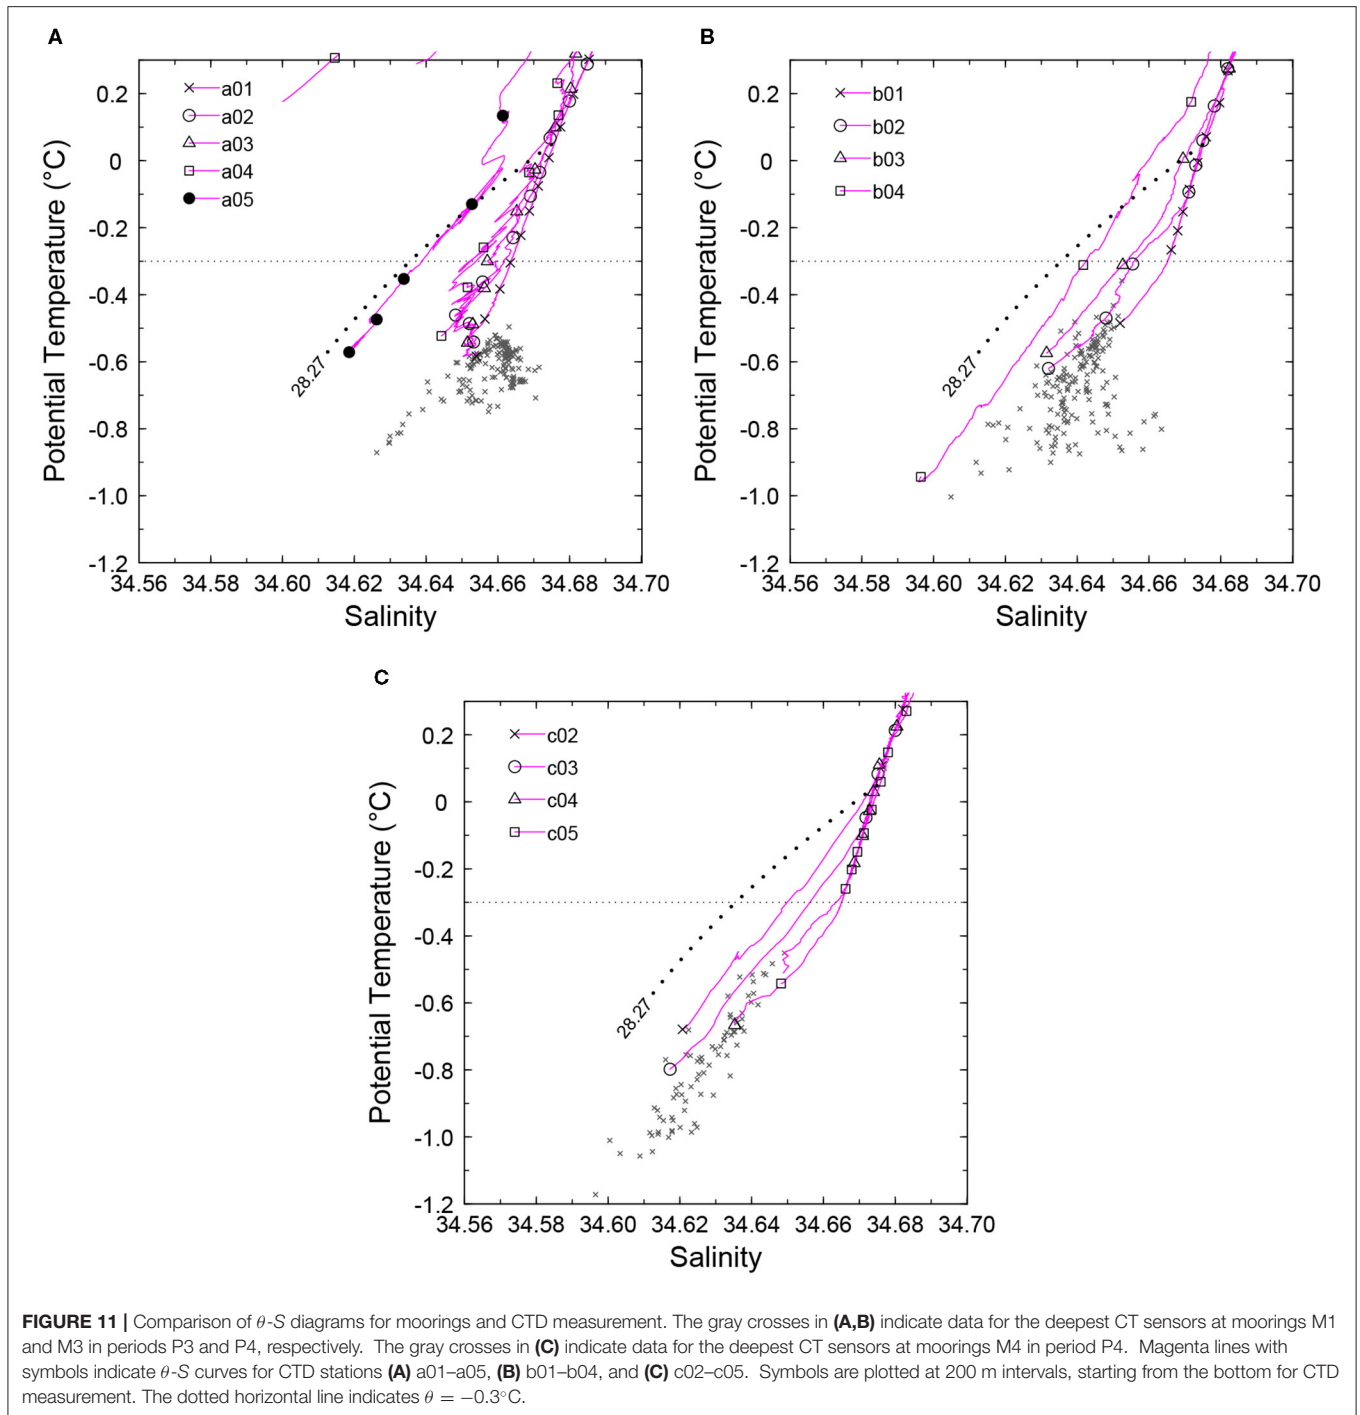 A
a01
a02
a03
a04
a05
28.27
0.2
0
-0.2
-0.4
-0.6
-0.8
-1.0
-1.2
Potential Temperature (°C)
34.56 34.58 34.60 34.62 34.64 34.66 34.68 34.70
Salinity
B
b01
b02
b03
b04
28.27
0.2
0
-0.2
-0.4
-0.6
-0.8
-1.0
-1.2
Potential Temperature (°C)
34.56 34.58 34.60 34.62 34.64 34.66 34.68 34.70
Salinity
C
c02
c03
c04
c05
28.27
0.2
0
-0.2
-0.4
-0.6
-0.8
-1.0
-1.2
Potential Temperature (°C)
34.56 34.58 34.60 34.62 34.64 34.66 34.68 34.70
Salinity
FIGURE 11 | Comparison of θ-S diagrams for moorings and CTD measurement. The gray crosses in (A,B) indicate data for the deepest CT sensors at moorings M1
and M3 in periods P3 and P4, respectively. The gray crosses in (C) indicate data for the deepest CT sensors at moorings M4 in period P4. Magenta lines with
symbols indicate θ-S curves for CTD stations (A) a01–a05, (B) b01–b04, and (C) c02–c05. Symbols are plotted at 200 m intervals, starting from the bottom for CTD
measurement. The dotted horizontal line indicates θ = −0.3°C.